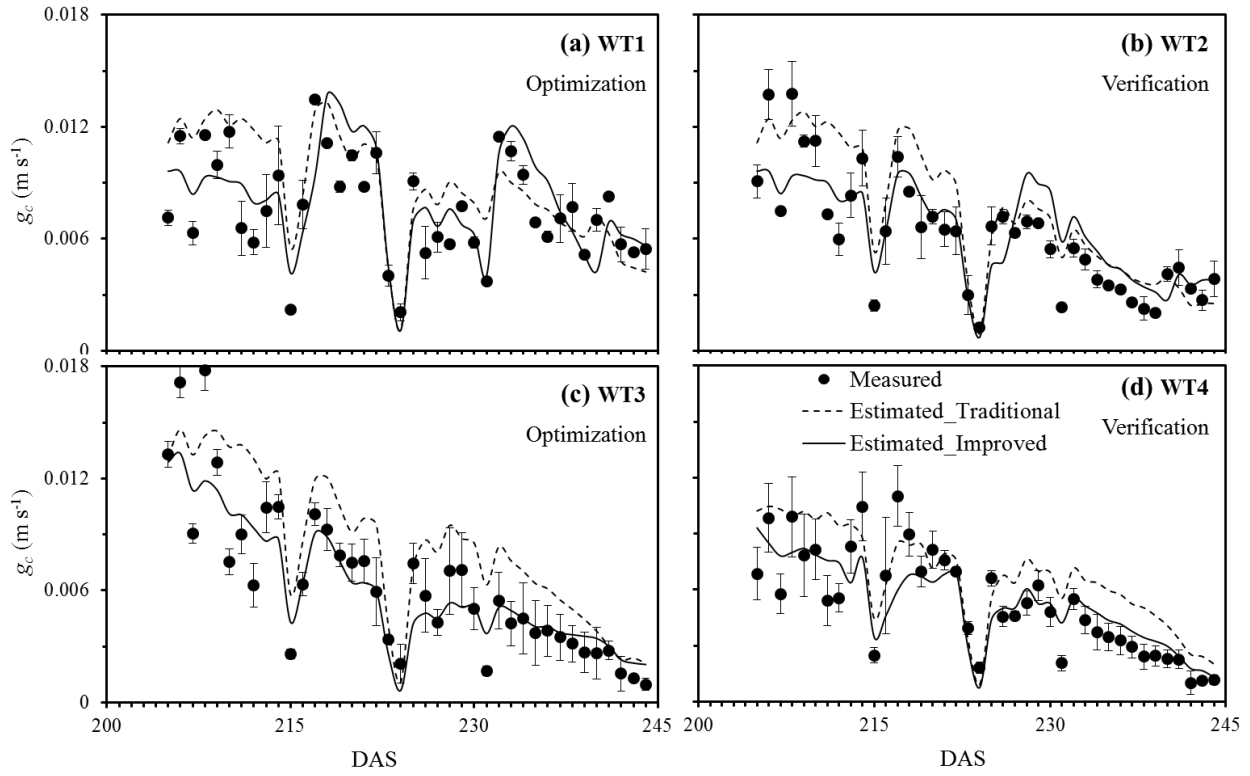 0.018
0.012
0.006
0
g_c (m s⁻¹)
(a) WT1
Optimization
(b) WT2
Verification
0.018
0.012
0.006
0
g_c (m s⁻¹)
(c) WT3
Optimization
Measured
Estimated_Traditional
Estimated_Improved
(d) WT4
Verification
200 215 230 245
200 215 230 245
DAS
DAS